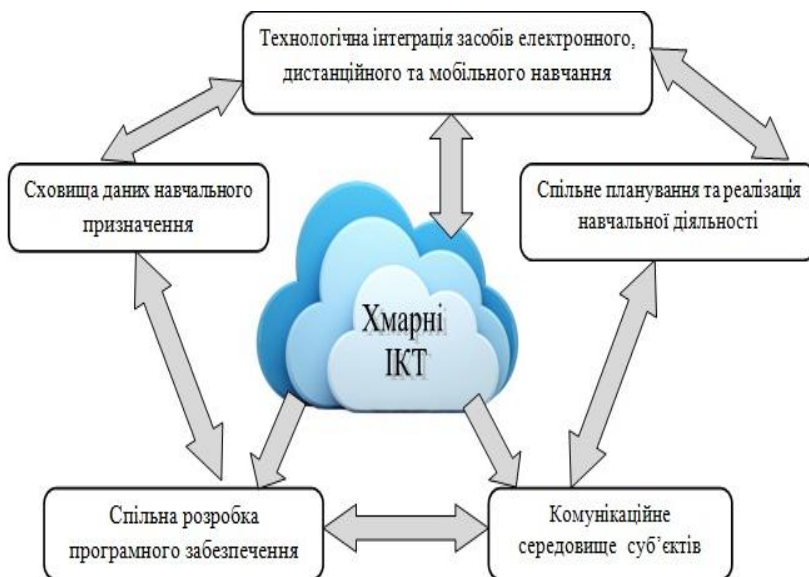 Технологічна інтеграція засобів електронного,
дистанційного та мобільного навчання
Сховища даних навчального
призначення
Спільне планування та реалізація
навчальної діяльності
Хмарні
ІКТ
Спільна розробка
програмного забезпечення
Комунікаційне
середовище суб’єктів